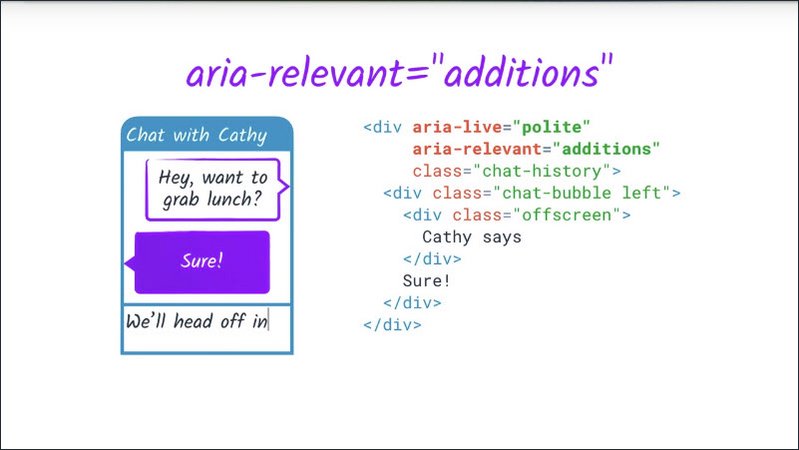 aria-relevant="additions"
Chat with Cathy
Hey, want to
grab lunch?
Sure!
We'll head off in
<div aria-live="polite"
aria-relevant="additions"
class="chat-history">
<div class="chat-bubble left">
<div class="offscreen">
Cathy says
</div>
Sure!
</div>
</div>